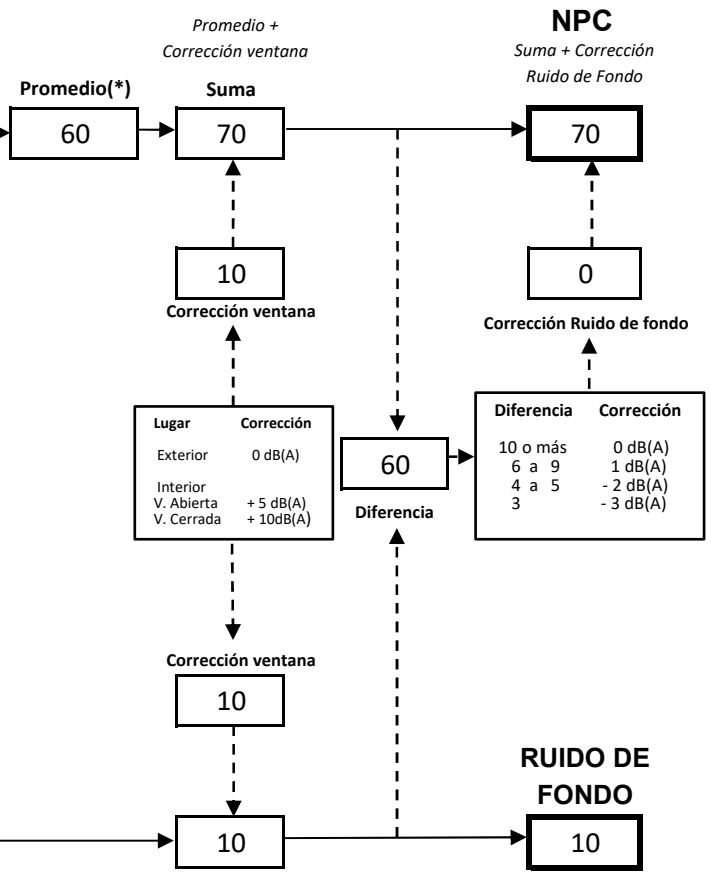 Promedio +
Corrección ventana
NPC
Suma + Corrección
Ruido de Fondo
Promedio(*)
Suma
60
70
70
10
0
Corrección ventana
Corrección Ruido de fondo
Lugar Corrección
Exterior 0 dB(A)
Interior
V. Abierta + 5 dB(A)
V. Cerrada + 10dB(A)
60
Diferencia
Diferencia Corrección
10 o más 0 dB(A)
6 a 9 1 dB(A)
4 a 5 - 2 dB(A)
3 - 3 dB(A)
Corrección ventana
10
RUIDO DE
FONDO
10
10